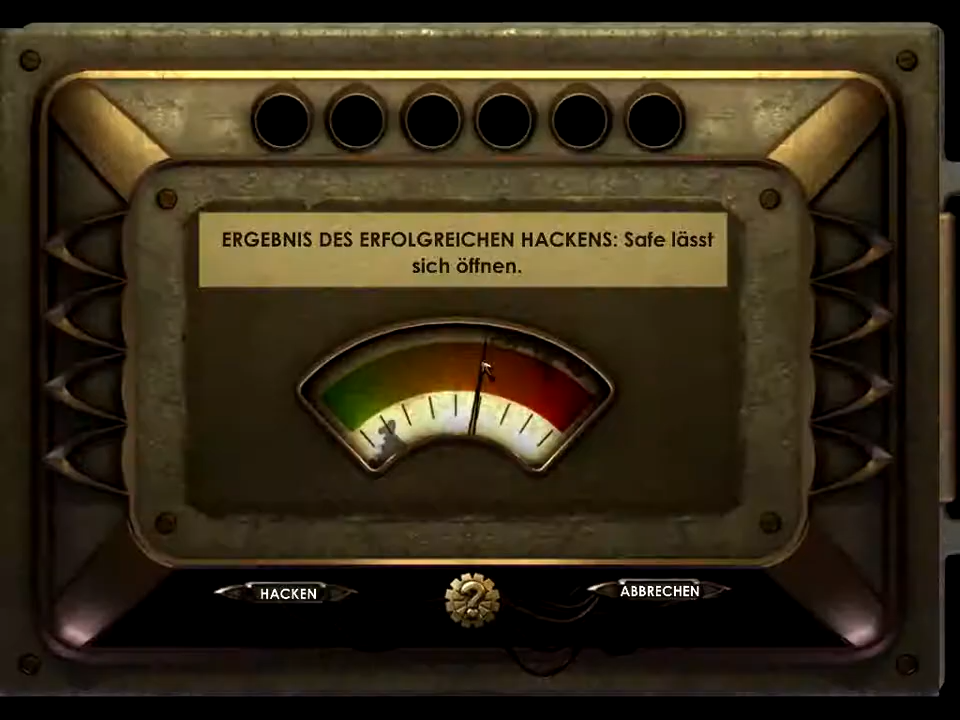 ERGEBNIS DES ERFOLGREICHEN HACKENS: Safe lässt
sich öffnen.
HACKEN
?
ABBRECHEN